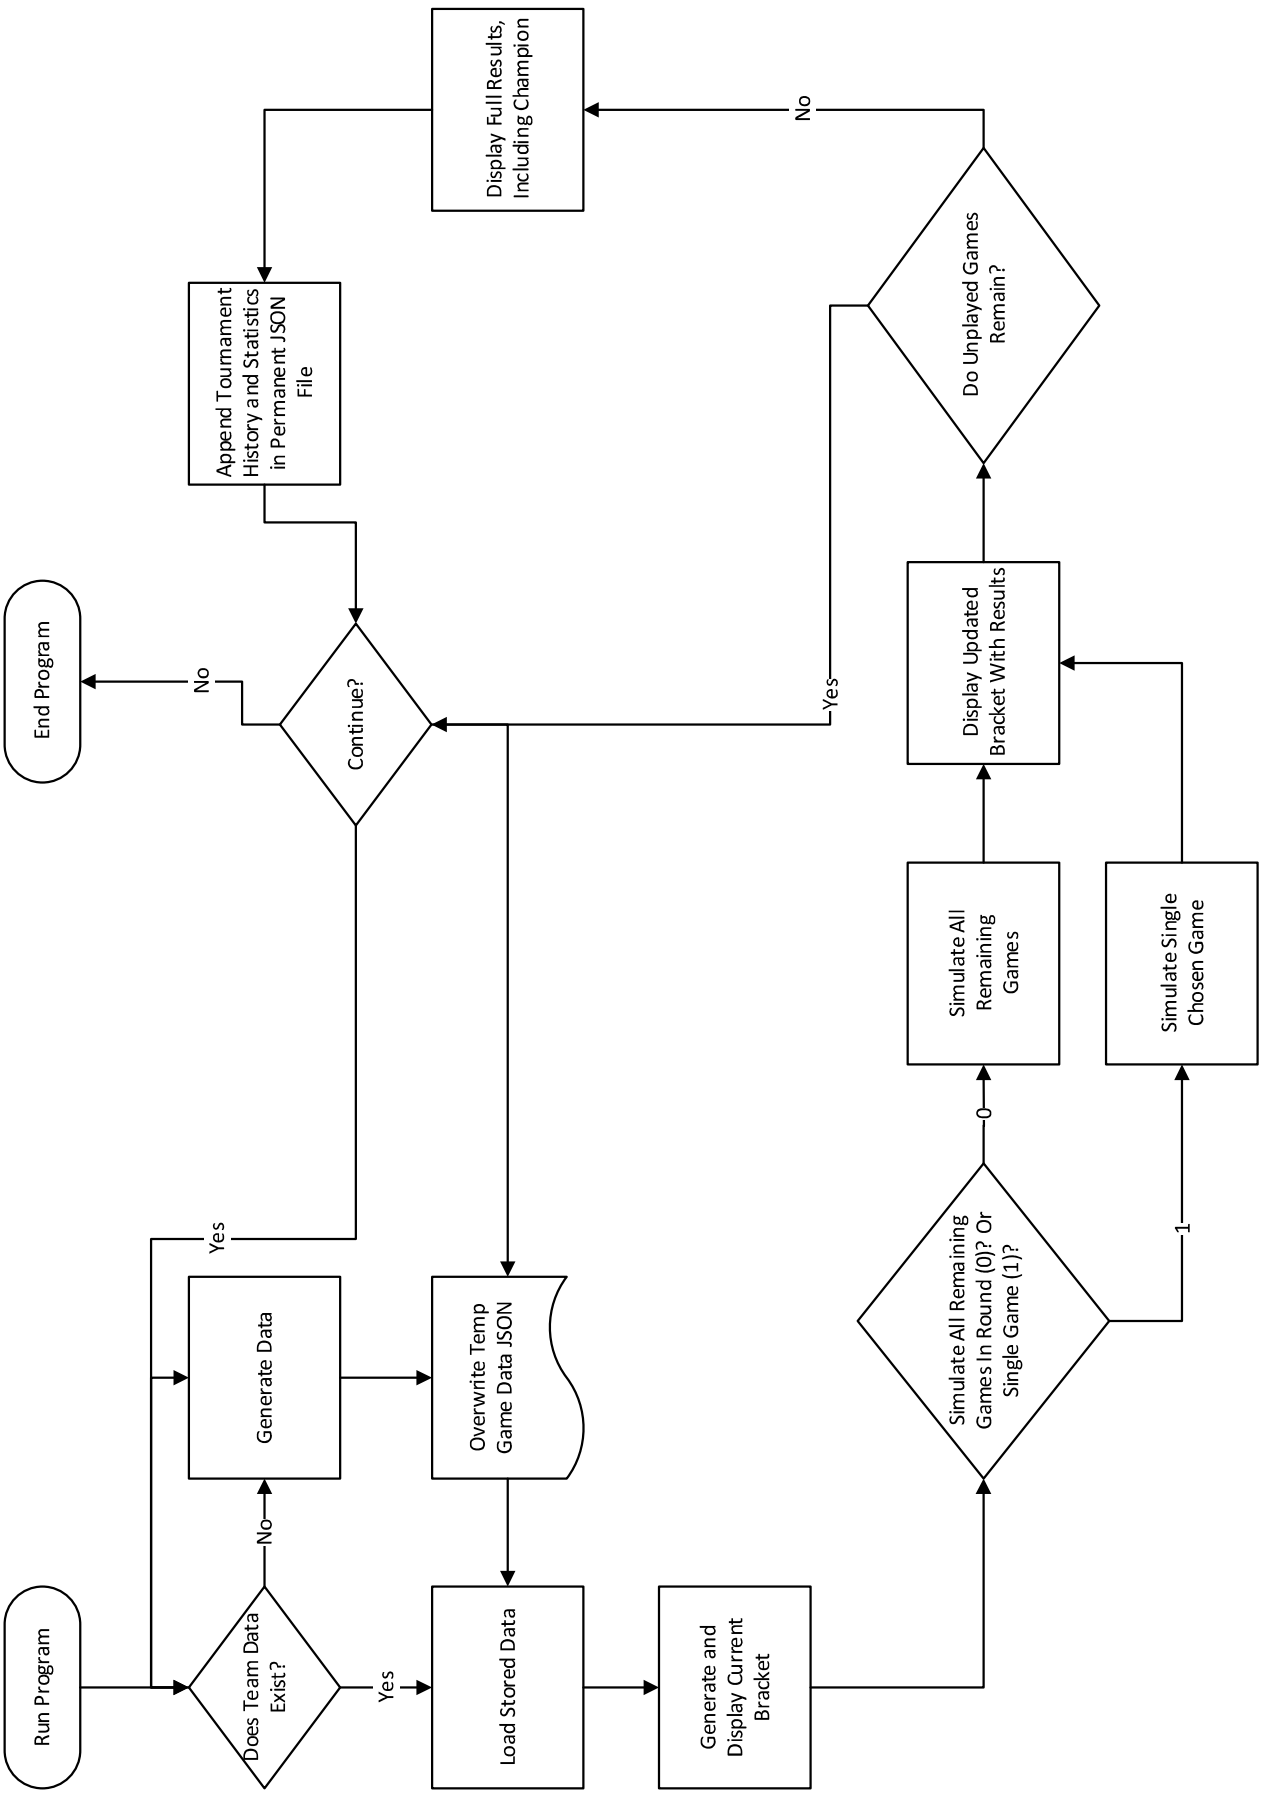 Run Program
Does Team Data
Exist?
No
Yes
Generate Data
Yes
Overwrite Temp
Game Data JSON
Load Stored Data
Generate and
Display Current
Bracket
Simulate All Remaining
Games In Round (0)? Or
Single Game (1)?
0
1
Simulate All
Remaining
Games
Simulate Single
Chosen Game
Display Updated
Bracket With Results
Do Unplayed Games
Remain?
Yes
No
Display Full Results,
Including Champion
Append Tournament
History and Statistics
in Permanent JSON
File
Continue?
No
End Program